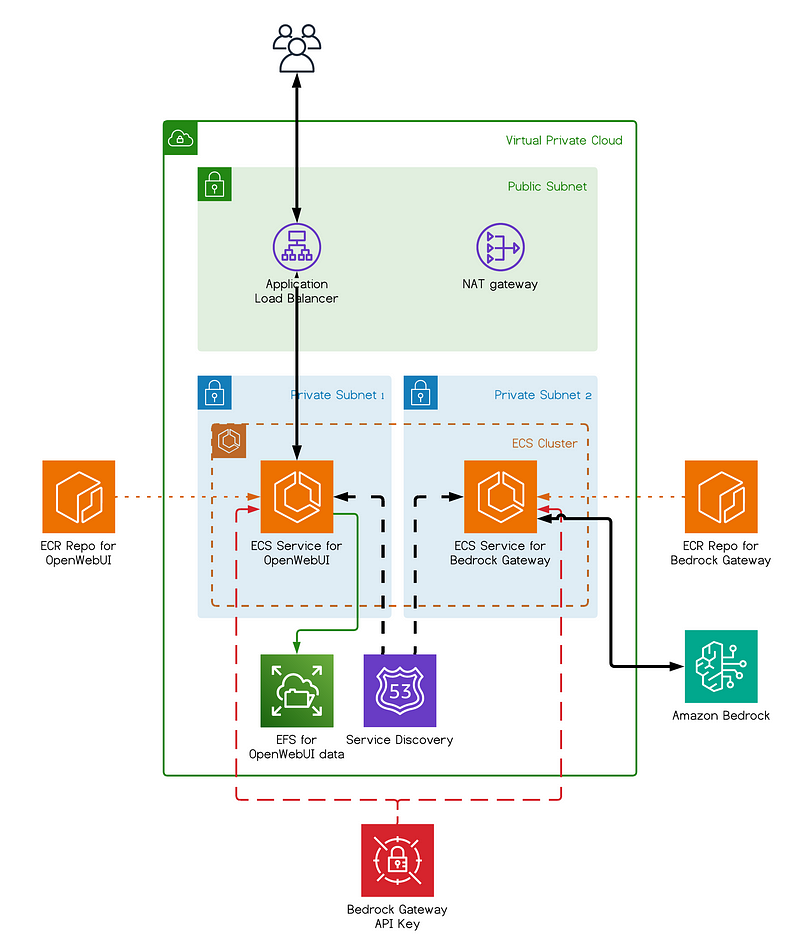 Virtual Private Cloud
Public Subnet
Application
Load Balancer
NAT gateway
Private Subnet 1
Private Subnet 2
ECS Cluster
ECR Repo for
OpenWebUI
ECS Service for
OpenWebUI
ECS Service for
Bedrock Gateway
ECR Repo for
Bedrock Gateway
53
EFS for
OpenWebUI data
Service Discovery
Amazon Bedrock
Bedrock Gateway
API Key